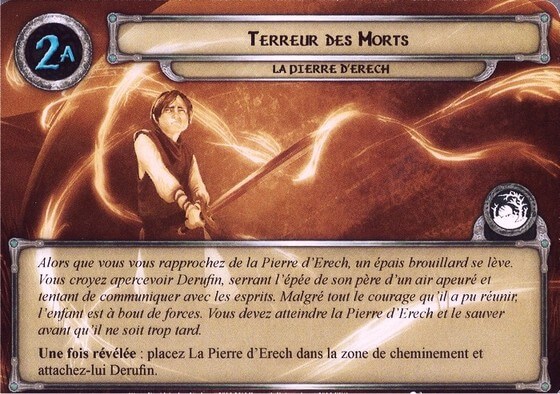 2A
Terreur des Morts
La Pierre d'Erech
Alors que vous vous rapprochez de la Pierre d'Erech, un épais brouillard se lève.
Vous croyez apercevoir Derufin, serrant l'épée de son père d'un air apeuré et
tentant de communiquer avec les esprits. Malgré tout le courage qu'il a pu réunir,
l'enfant est à bout de forces. Vous devez atteindre la Pierre d'Erech et le sauver
avant qu'il ne soit trop tard.
Une fois révélée : placez La Pierre d'Erech dans la zone de cheminement et
attachez-lui Derufin.